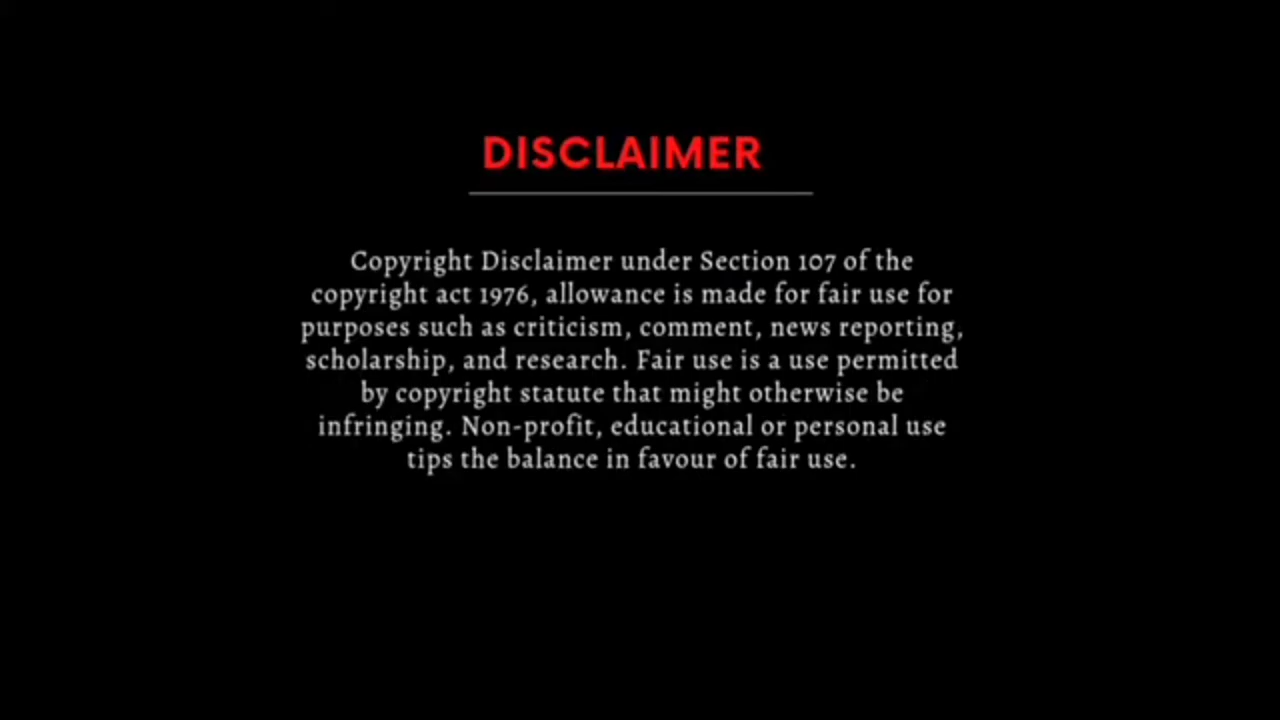 DISCLAIMER
Copyright Disclaimer under Section 107 of the
copyright act 1976, allowance is made for fair use for
purposes such as criticism, comment, news reporting,
scholarship, and research. Fair use is a use permitted
by copyright statute that might otherwise be
infringing. Non-profit, educational or personal use
tips the balance in favour of fair use.